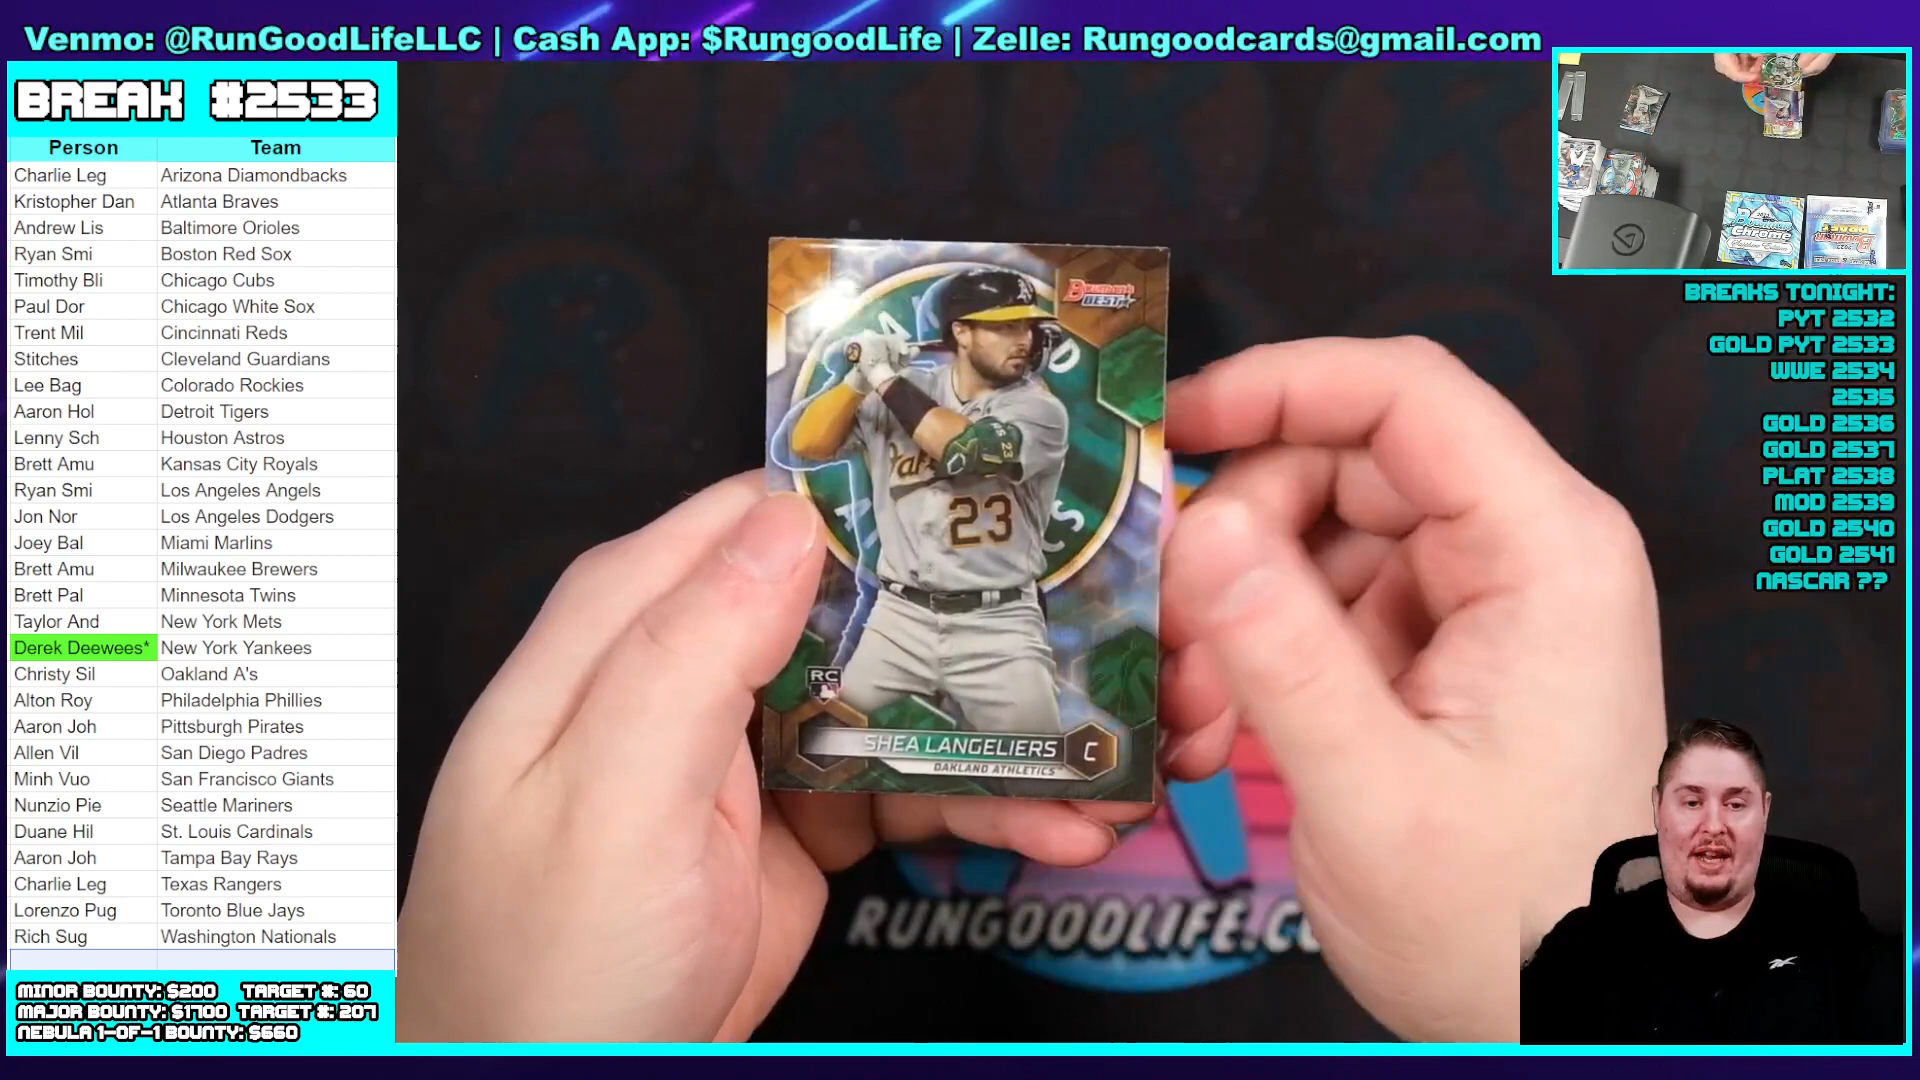 Venmo: @RunGoodLifeLLC | Cash App: $RungoodLife | Zelle: Rungoodcards@gmail.com
BREAK #2533
Person Team
Charlie Leg Arizona Diamondbacks
Kristopher Dan Atlanta Braves
Andrew Lis Baltimore Orioles
Ryan Smi Boston Red Sox
Timothy Bli Chicago Cubs
Paul Dor Chicago White Sox
Trent Mil Cincinnati Reds
Stitches Cleveland Guardians
Lee Bag Colorado Rockies
Aaron Hol Detroit Tigers
Lenny Sch Houston Astros
Brett Amu Kansas City Royals
Ryan Smi Los Angeles Angels
Jon Nor Los Angeles Dodgers
Joey Bal Miami Marlins
Brett Amu Milwaukee Brewers
Brett Pal Minnesota Twins
Taylor And New York Mets
Derek Deewees* New York Yankees
Christy Sil Oakland A's
Alton Roy Philadelphia Phillies
Aaron Joh Pittsburgh Pirates
Allen Vil San Diego Padres
Minh Vuo San Francisco Giants
Nunzio Pie Seattle Mariners
Duane Hil St. Louis Cardinals
Aaron Joh Tampa Bay Rays
Charlie Leg Texas Rangers
Lorenzo Pug Toronto Blue Jays
Rich Sug Washington Nationals
MINOR BOUNTY: $200 TARGET #: 60
MAJOR BOUNTY: $1700 TARGET #: 207
NEBULA 1-OF-1 BOUNTY: $660
Bowman's
BEST
23
23
RC
SHEA LANGELIERS C
OAKLAND ATHLETICS
RUNGOODLIFE.CO
Bowman
Chrome
Sapphire Edition
BREAKS TONIGHT:
PYT 2532
GOLD PYT 2533
WWE 2534
2535
GOLD 2536
GOLD 2537
PLAT 2538
MOD 2539
GOLD 2540
GOLD 2541
NASCAR ??